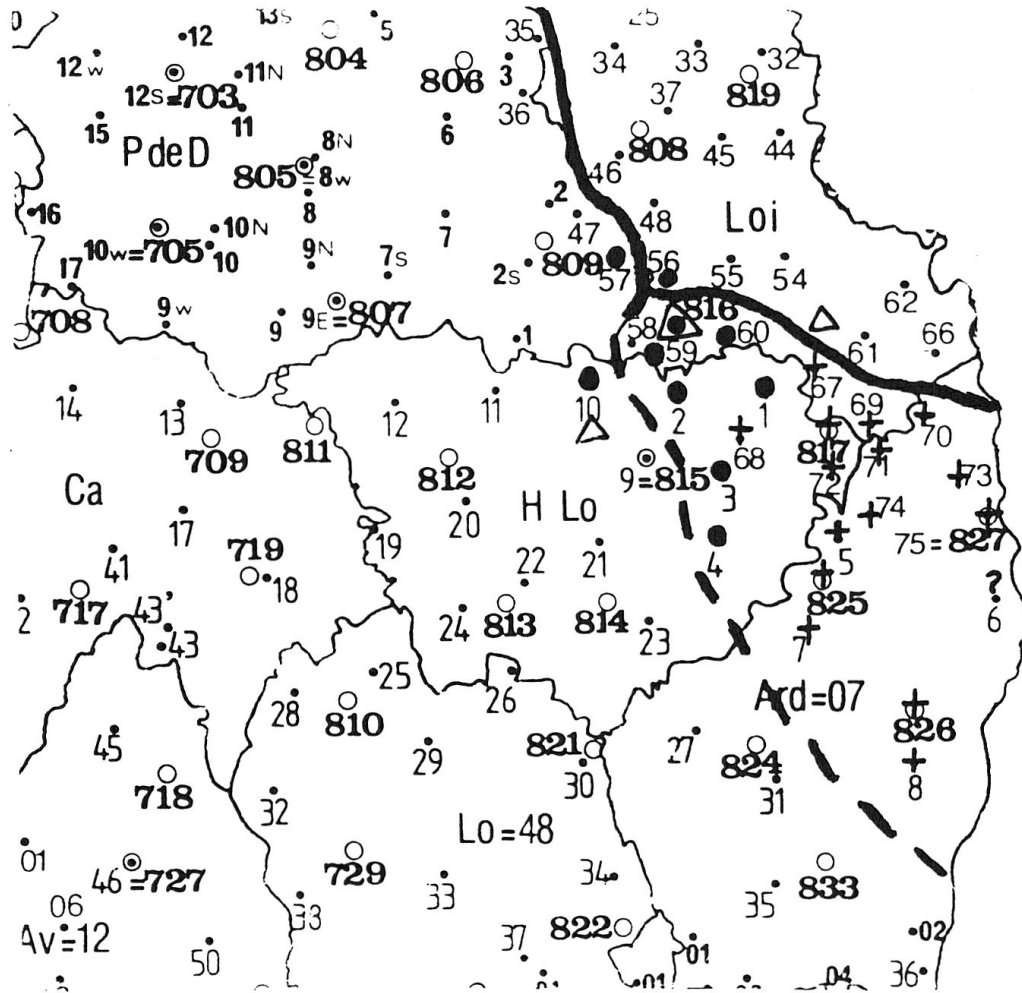 13S 5 35 25
12 34 33 32
12w 804 3
11N 806 37 819
12S=703 36
15 11 6 808 45 44
P de D 8N 46
805=8w
16 8 2 48 Loi
10N 7 47
10w=705 10 9N 7S 2S 809 57 56 55 54
17 62
708 9w 9 9E=807 1 58 816 60 61 66
59 67
14 13 12 11 10 2 1 69 70
709 811 68 817 71
Ca 812 9=815 3 72 73
20 H Lo 74
17 19 21 4 5 75=827
41 719 22
18 825 ?
2 717 43' 24 813 814 23 7 6
43
25 26 Ard=07
28 810 826
45 29 821 27 824
718 30 31 8
32
Lo=48
01 729 34 833
46=727 33 35
06 33
Av=12 822 02
50 37 01
36
01 01 04